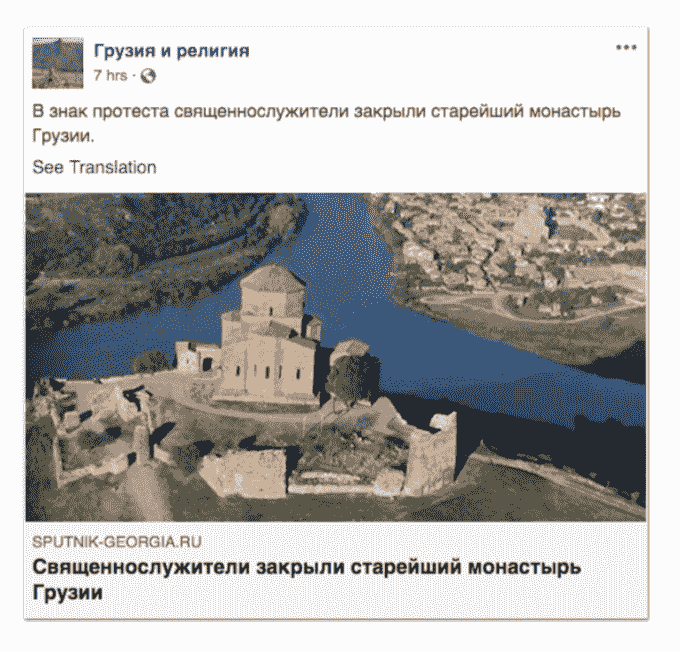 Грузия и религия
7 hrs ·
В знак протеста священнослужители закрыли старейший монастырь
Грузии.
See Translation
SPUTNIK-GEORGIA.RU
Священнослужители закрыли старейший монастырь
Грузии